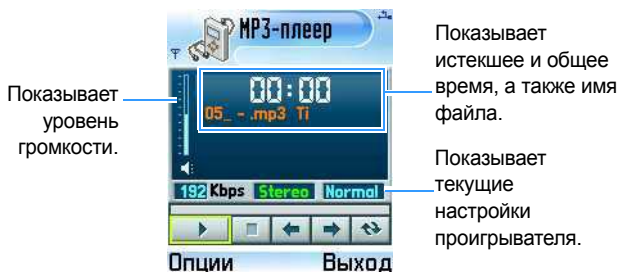 MP3-плеер
00:00
05_ - .mp3 Ti
192 Kbps Stereo Normal
Опции Выход
Показывает
уровень
громкости.
Показывает
истекшее и общее
время, а также имя
файла.
Показывает
текущие
настройки
проигрывателя.